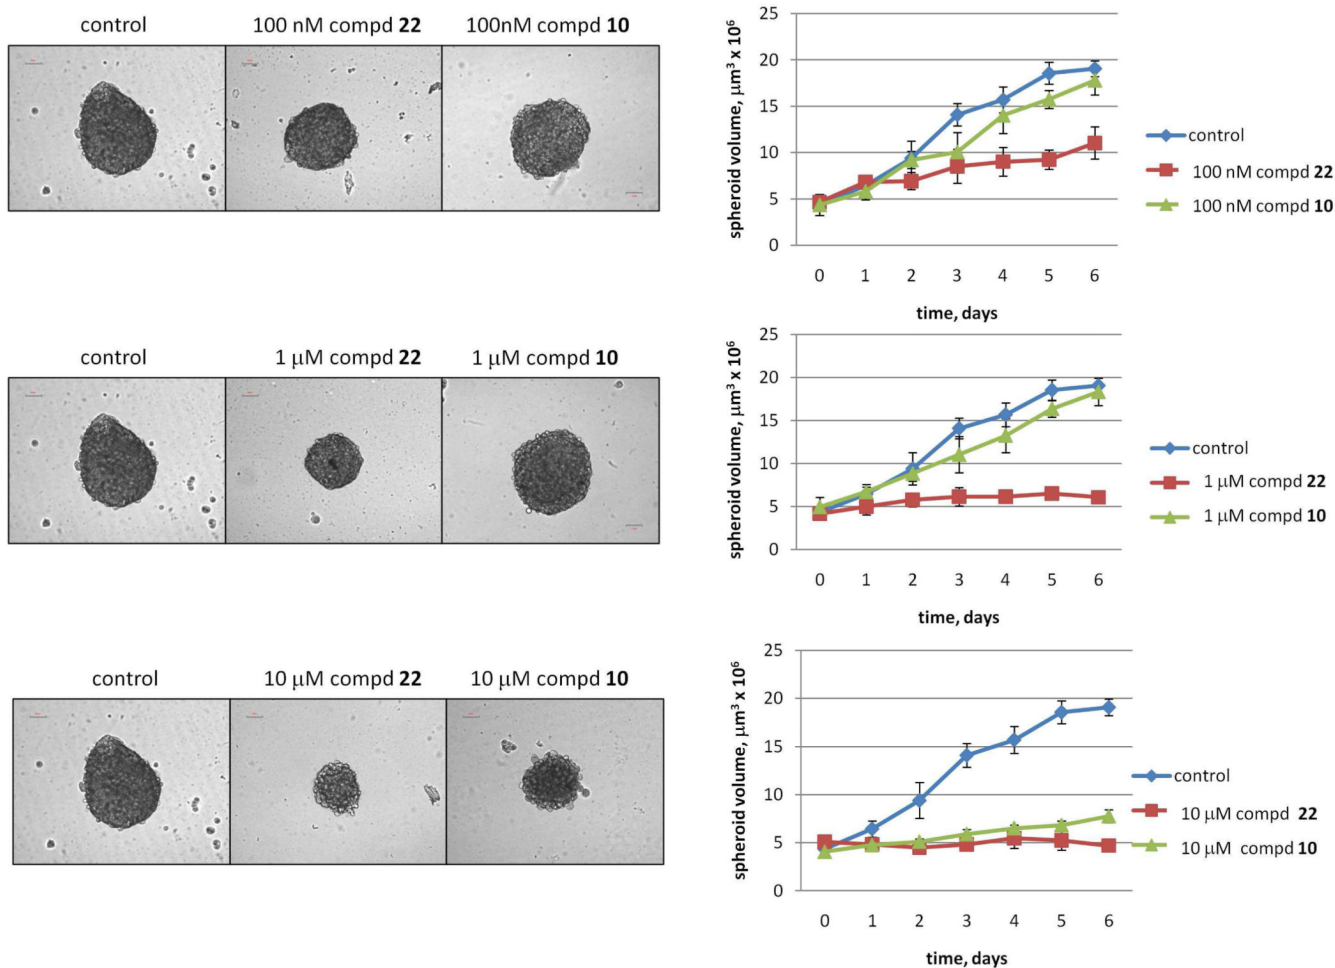 control 100 nM compd 22 100nM compd 10
25
20
15
10
5
0
spheroid volume, µm³ x 10⁶
0 1 2 3 4 5 6
time, days
control
100 nM compd 22
100 nM compd 10
control 1 µM compd 22 1 µM compd 10
25
20
15
10
5
0
spheroid volume, µm³ x 10⁶
0 1 2 3 4 5 6
time, days
control
1 µM compd 22
1 µM compd 10
control 10 µM compd 22 10 µM compd 10
25
20
15
10
5
0
spheroid volume, µm³ x 10⁶
0 1 2 3 4 5 6
time, days
control
10 µM compd 22
10 µM compd 10